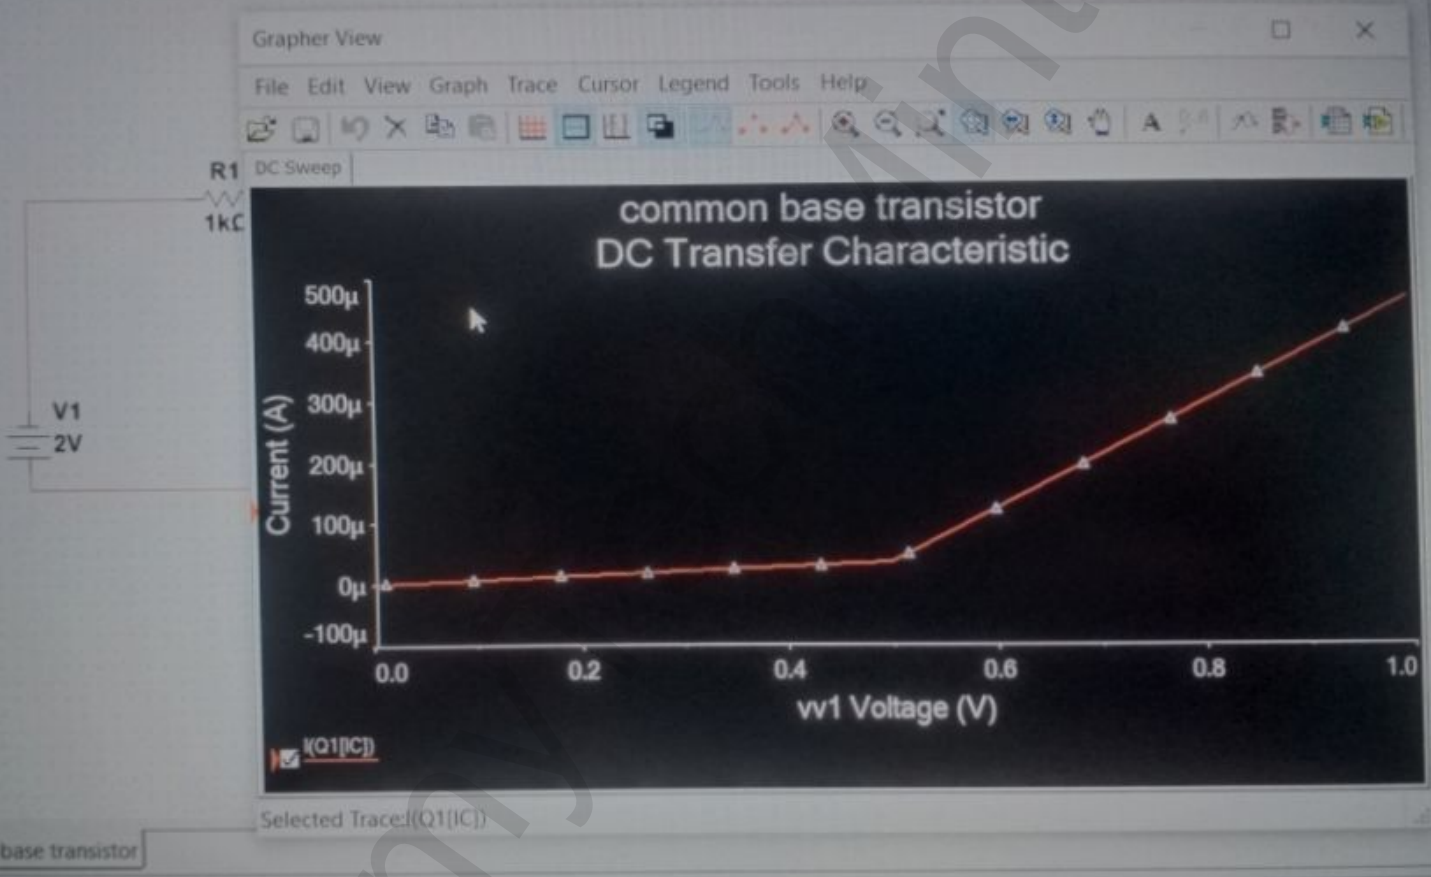 Grapher View
File Edit View Graph Trace Cursor Legend Tools Help
A
DC Sweep
R1
1kΩ
V1
2V
common base transistor
DC Transfer Characteristic
500μ
400μ
300μ
200μ
100μ
0μ
-100μ
Current (A)
0.0 0.2 0.4 0.6 0.8 1.0
vv1 Voltage (V)
I(Q1[IC])
Selected Trace:I(Q1[IC])
base transistor
my